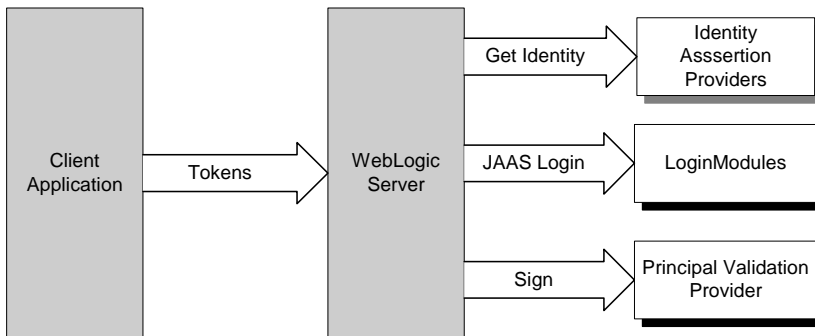 Client
Application
Tokens
WebLogic
Server
Get Identity
Identity
Asssertion
Providers
JAAS Login
LoginModules
Sign
Principal Validation
Provider